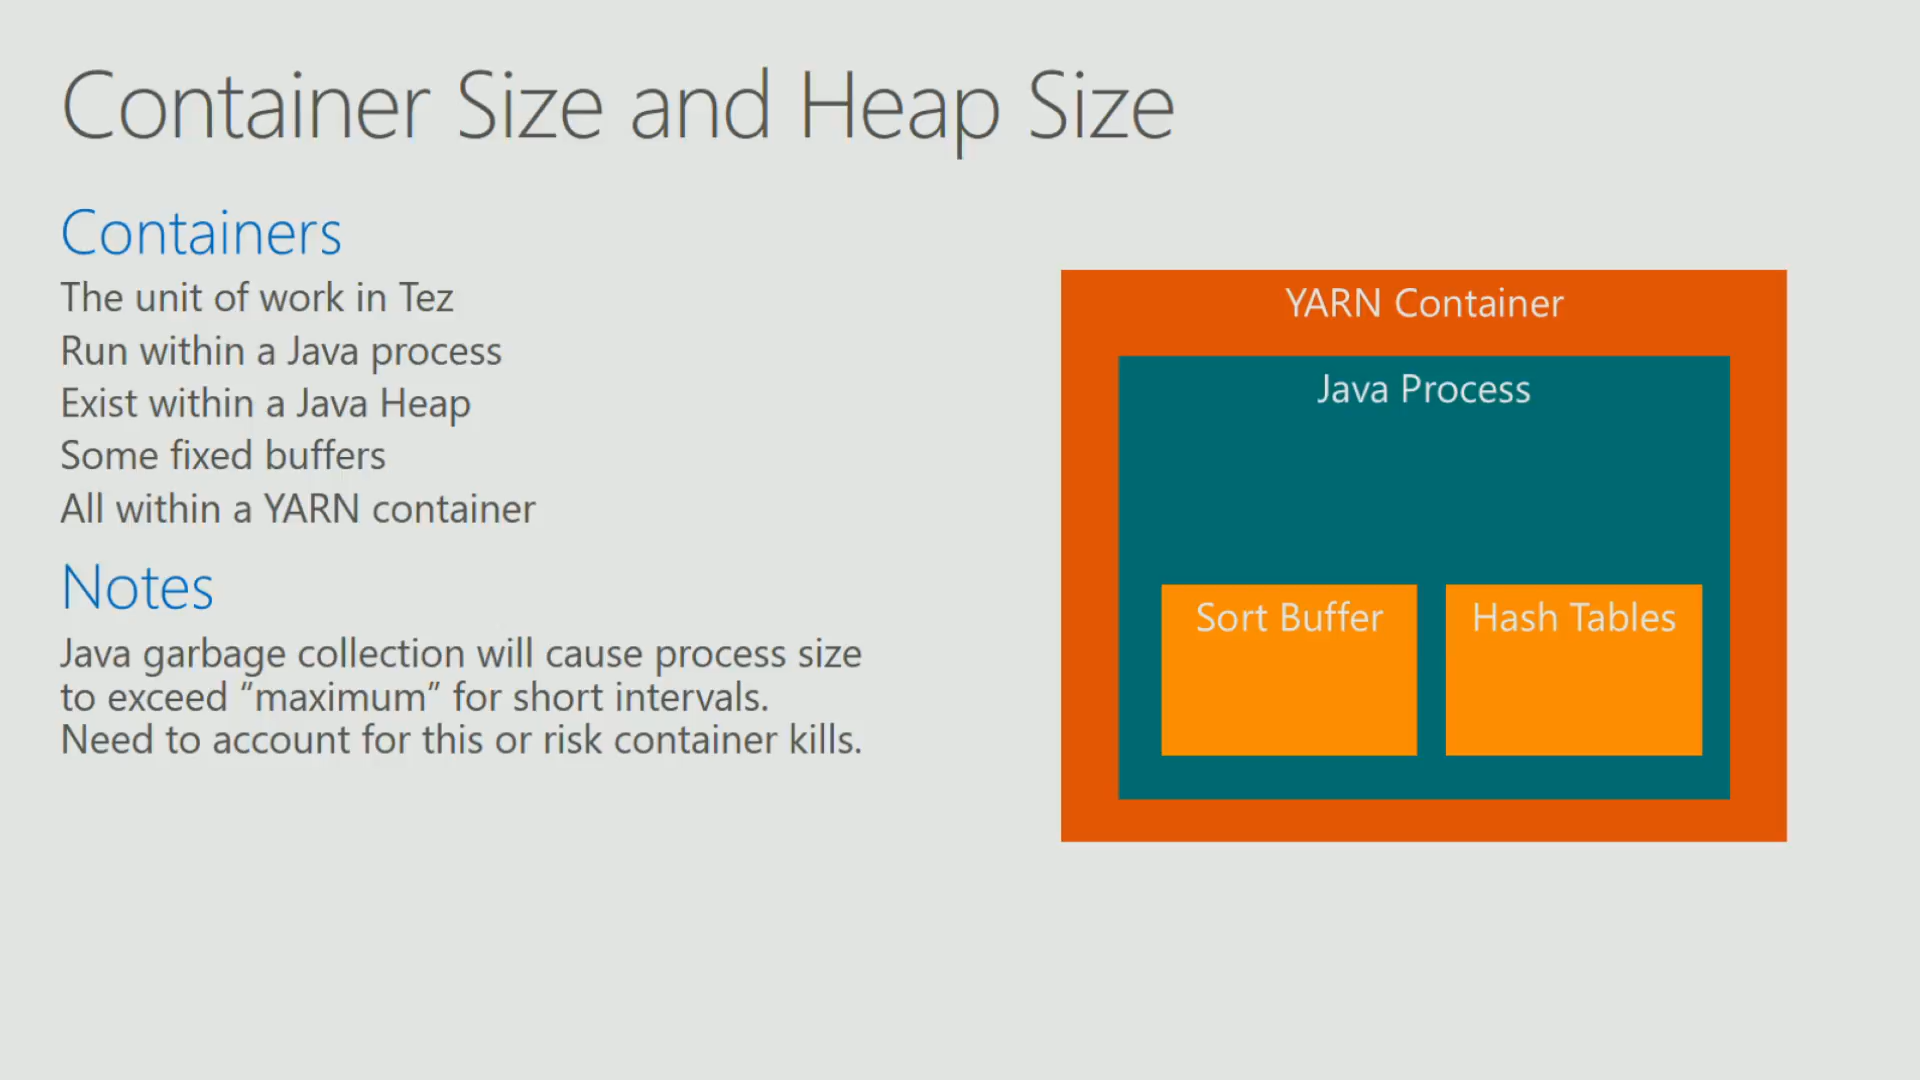 Container Size and Heap Size
Containers
The unit of work in Tez
Run within a Java process
Exist within a Java Heap
Some fixed buffers
All within a YARN container
Notes
Java garbage collection will cause process size
to exceed “maximum” for short intervals.
Need to account for this or risk container kills.
YARN Container
Java Process
Sort Buffer
Hash Tables